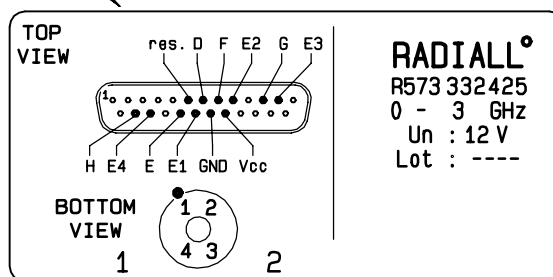 TOP
VIEW
res. D F E2 G E3
1
H E4 E E1 GND Vcc
BOTTOM
VIEW
1 2
4 3
1 2
RADIALL°
R573 332425
0 - 3 GHz
Un : 12 V
Lot : ----